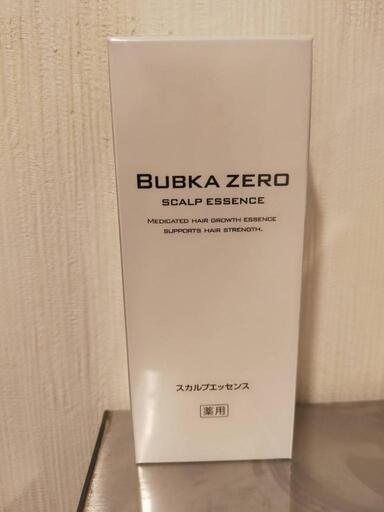 BUBKA ZERO
SCALP ESSENCE
MEDICATED HAIR GROWTH ESSENCE
SUPPORTS HAIR STRENGTH.
スカルプエッセンス
薬用